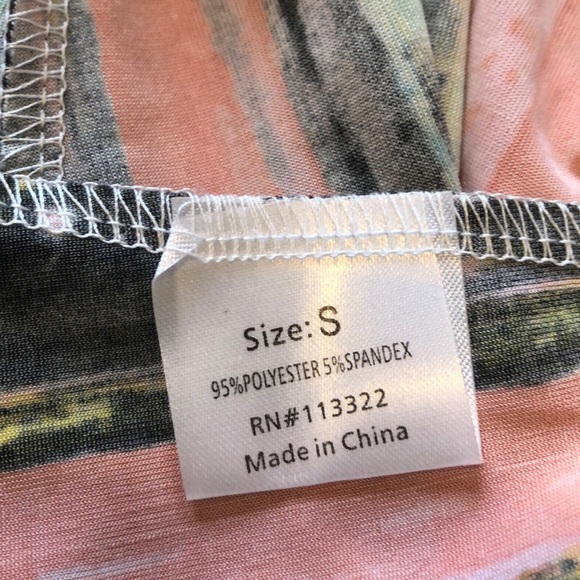 Size: S
95%POLYESTER 5%SPANDEX
RN#113322
Made in China